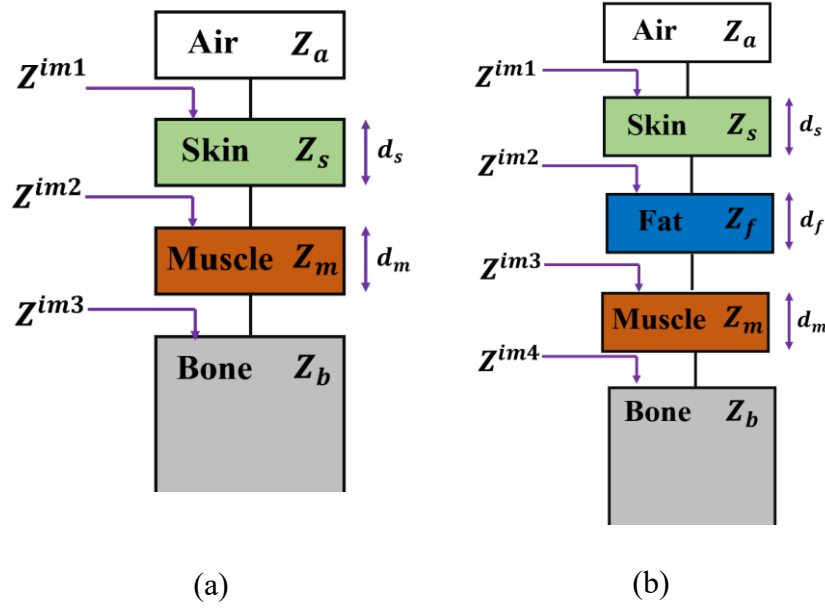 Air Z_a
Z^{im1}
Skin Z_s
d_s
Z^{im2}
Muscle Z_m
d_m
Z^{im3}
Bone Z_b
(a)
Air Z_a
Z^{im1}
Skin Z_s
d_s
Z^{im2}
Fat Z_f
d_f
Z^{im3}
Muscle Z_m
d_m
Z^{im4}
Bone Z_b
(b)